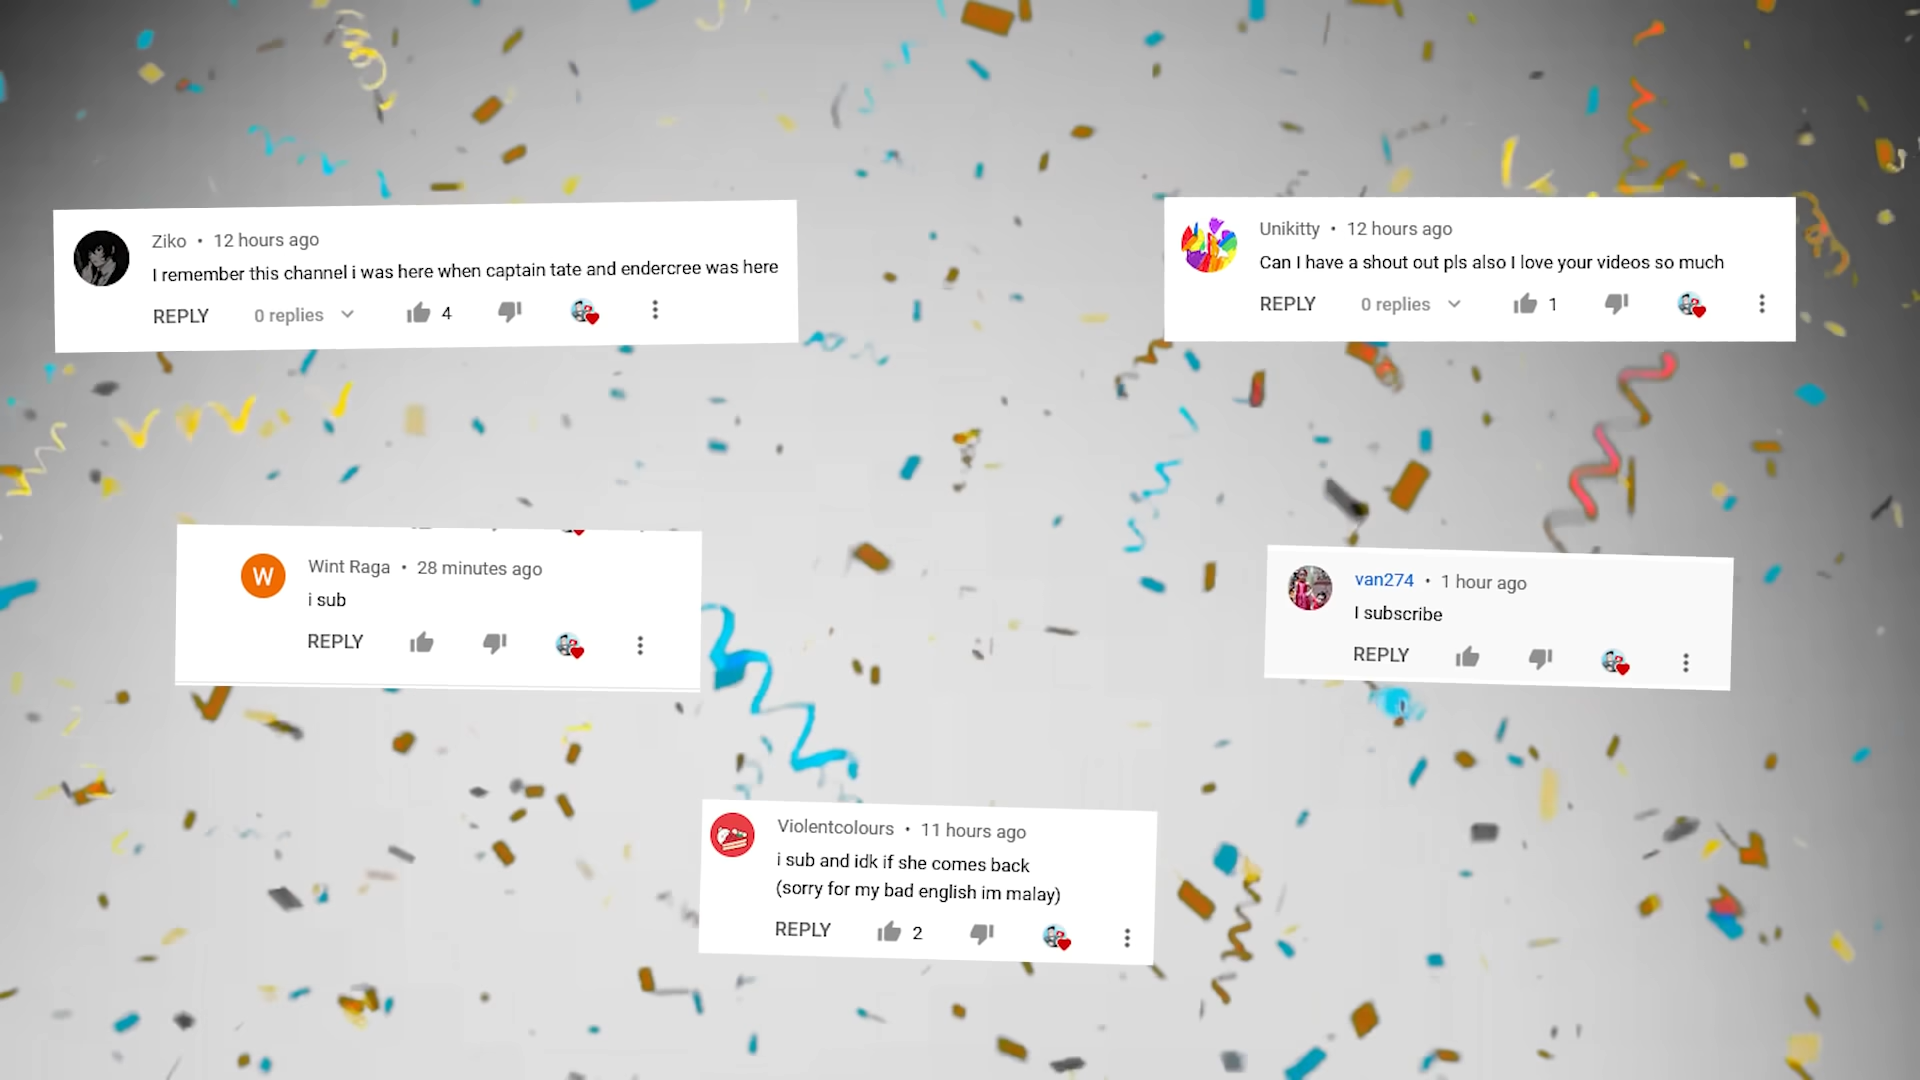 Ziko • 12 hours ago
I remember this channel i was here when captain tate and endercree was here
REPLY 0 replies 4
Unikitty • 12 hours ago
Can I have a shout out pls also I love your videos so much
REPLY 0 replies 1
W
Wint Raga • 28 minutes ago
i sub
REPLY
van274 • 1 hour ago
I subscribe
REPLY
Violentcolours • 11 hours ago
i sub and idk if she comes back
(sorry for my bad english im malay)
REPLY 2